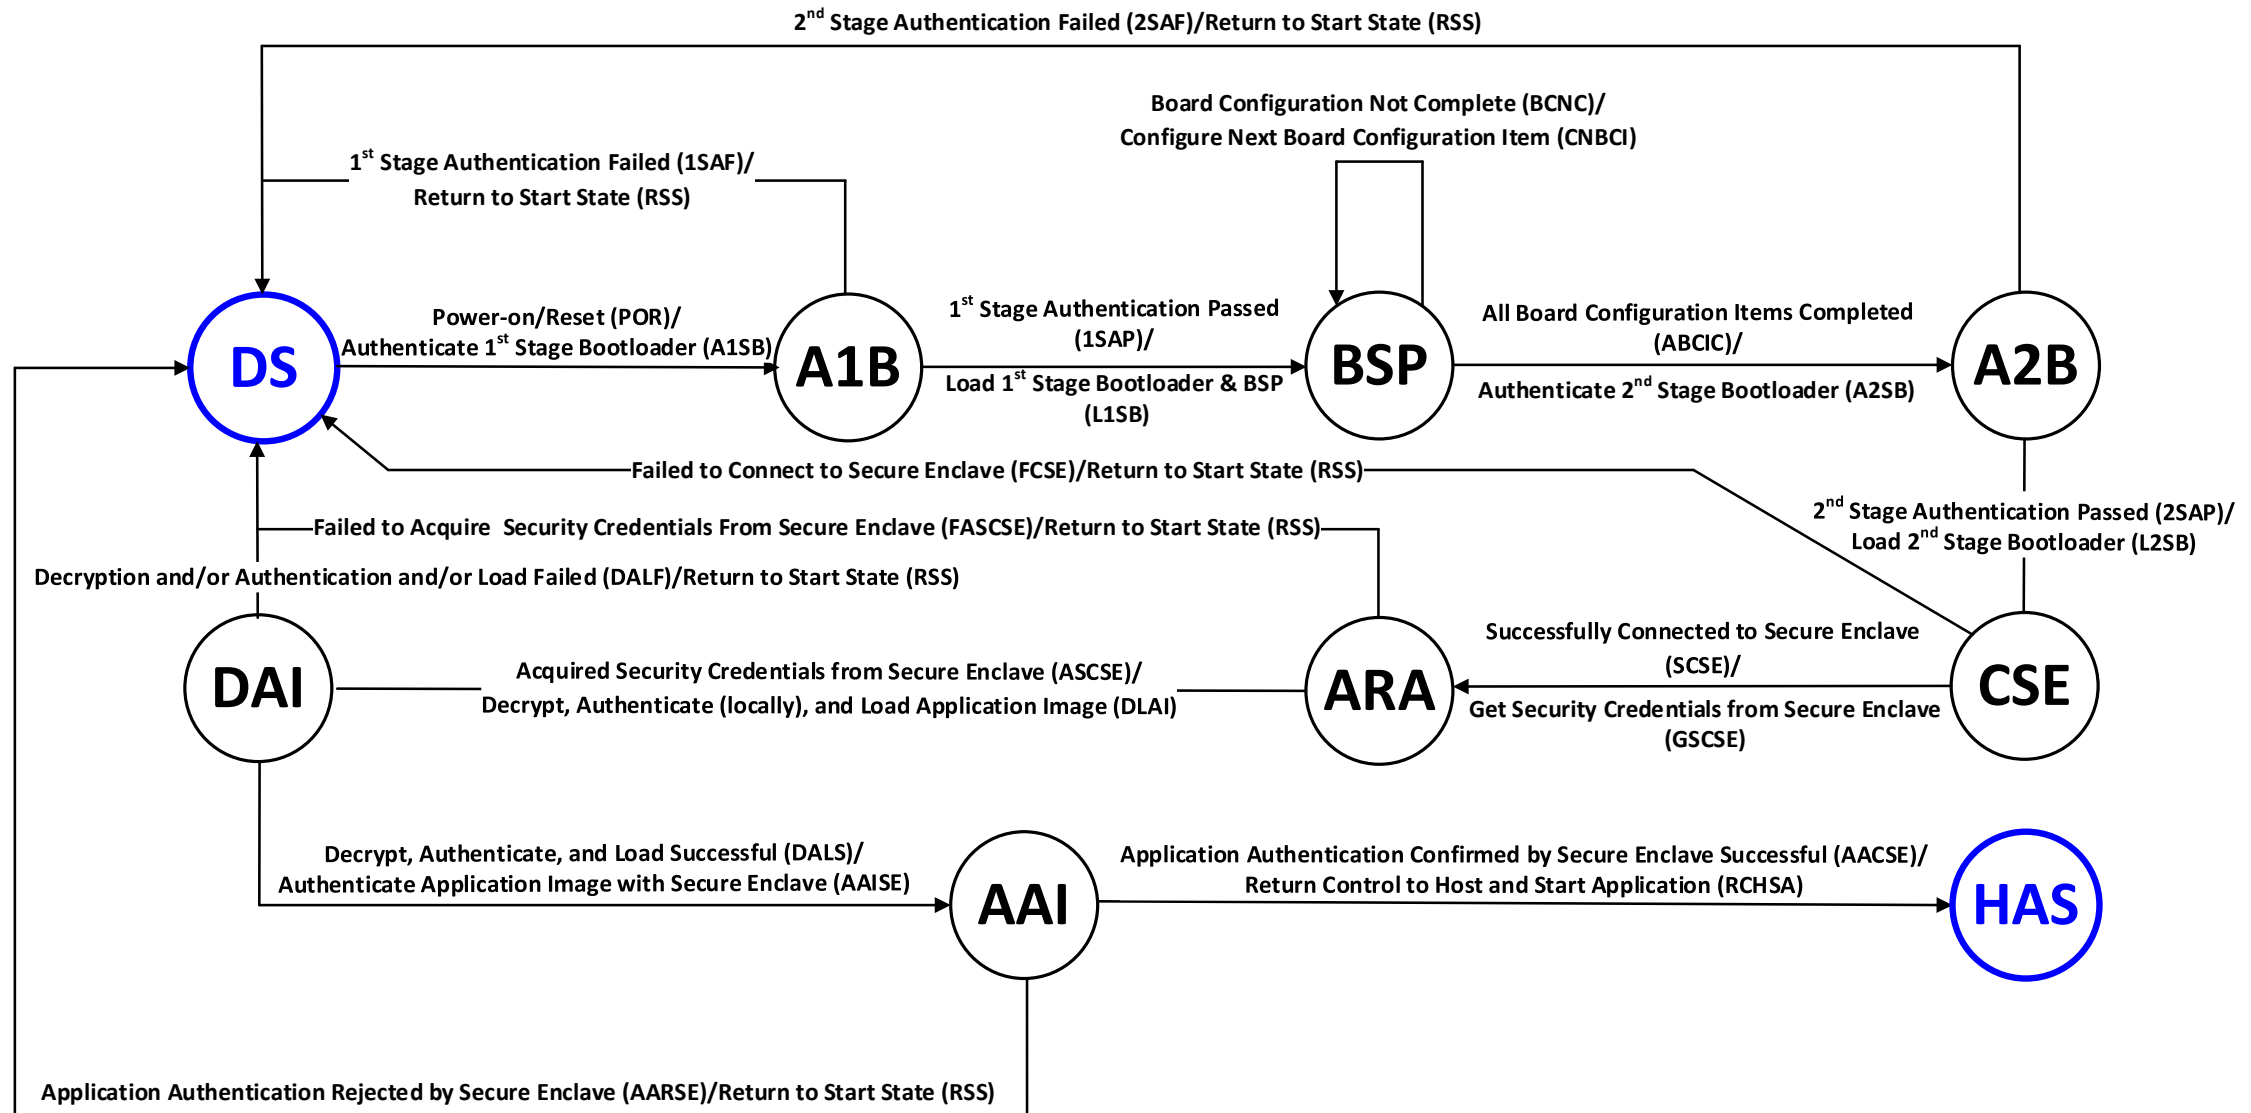 2nd Stage Authentication Failed (2SAF)/Return to Start State (RSS)
Board Configuration Not Complete (BCNC)/
Configure Next Board Configuration Item (CNBCI)
1st Stage Authentication Failed (1SAF)/
Return to Start State (RSS)
DS
Power-on/Reset (POR)/
Authenticate 1st Stage Bootloader (A1SB)
A1B
1st Stage Authentication Passed
(1SAP)/
Load 1st Stage Bootloader & BSP
(L1SB)
BSP
All Board Configuration Items Completed
(ABCIC)/
Authenticate 2nd Stage Bootloader (A2SB)
A2B
Failed to Connect to Secure Enclave (FCSE)/Return to Start State (RSS)
2nd Stage Authentication Passed (2SAP)/
Load 2nd Stage Bootloader (L2SB)
Failed to Acquire  Security Credentials From Secure Enclave (FASCSE)/Return to Start State (RSS)
Decryption and/or Authentication and/or Load Failed (DALF)/Return to Start State (RSS)
DAI
Acquired Security Credentials from Secure Enclave (ASCSE)/
Decrypt, Authenticate (locally), and Load Application Image (DLAI)
ARA
Successfully Connected to Secure Enclave
(SCSE)/
Get Security Credentials from Secure Enclave
(GSCSE)
CSE
Decrypt, Authenticate, and Load Successful (DALS)/
Authenticate Application Image with Secure Enclave (AAISE)
AAI
Application Authentication Confirmed by Secure Enclave Successful (AACSE)/
Return Control to Host and Start Application (RCHSA)
HAS
Application Authentication Rejected by Secure Enclave (AARSE)/Return to Start State (RSS)